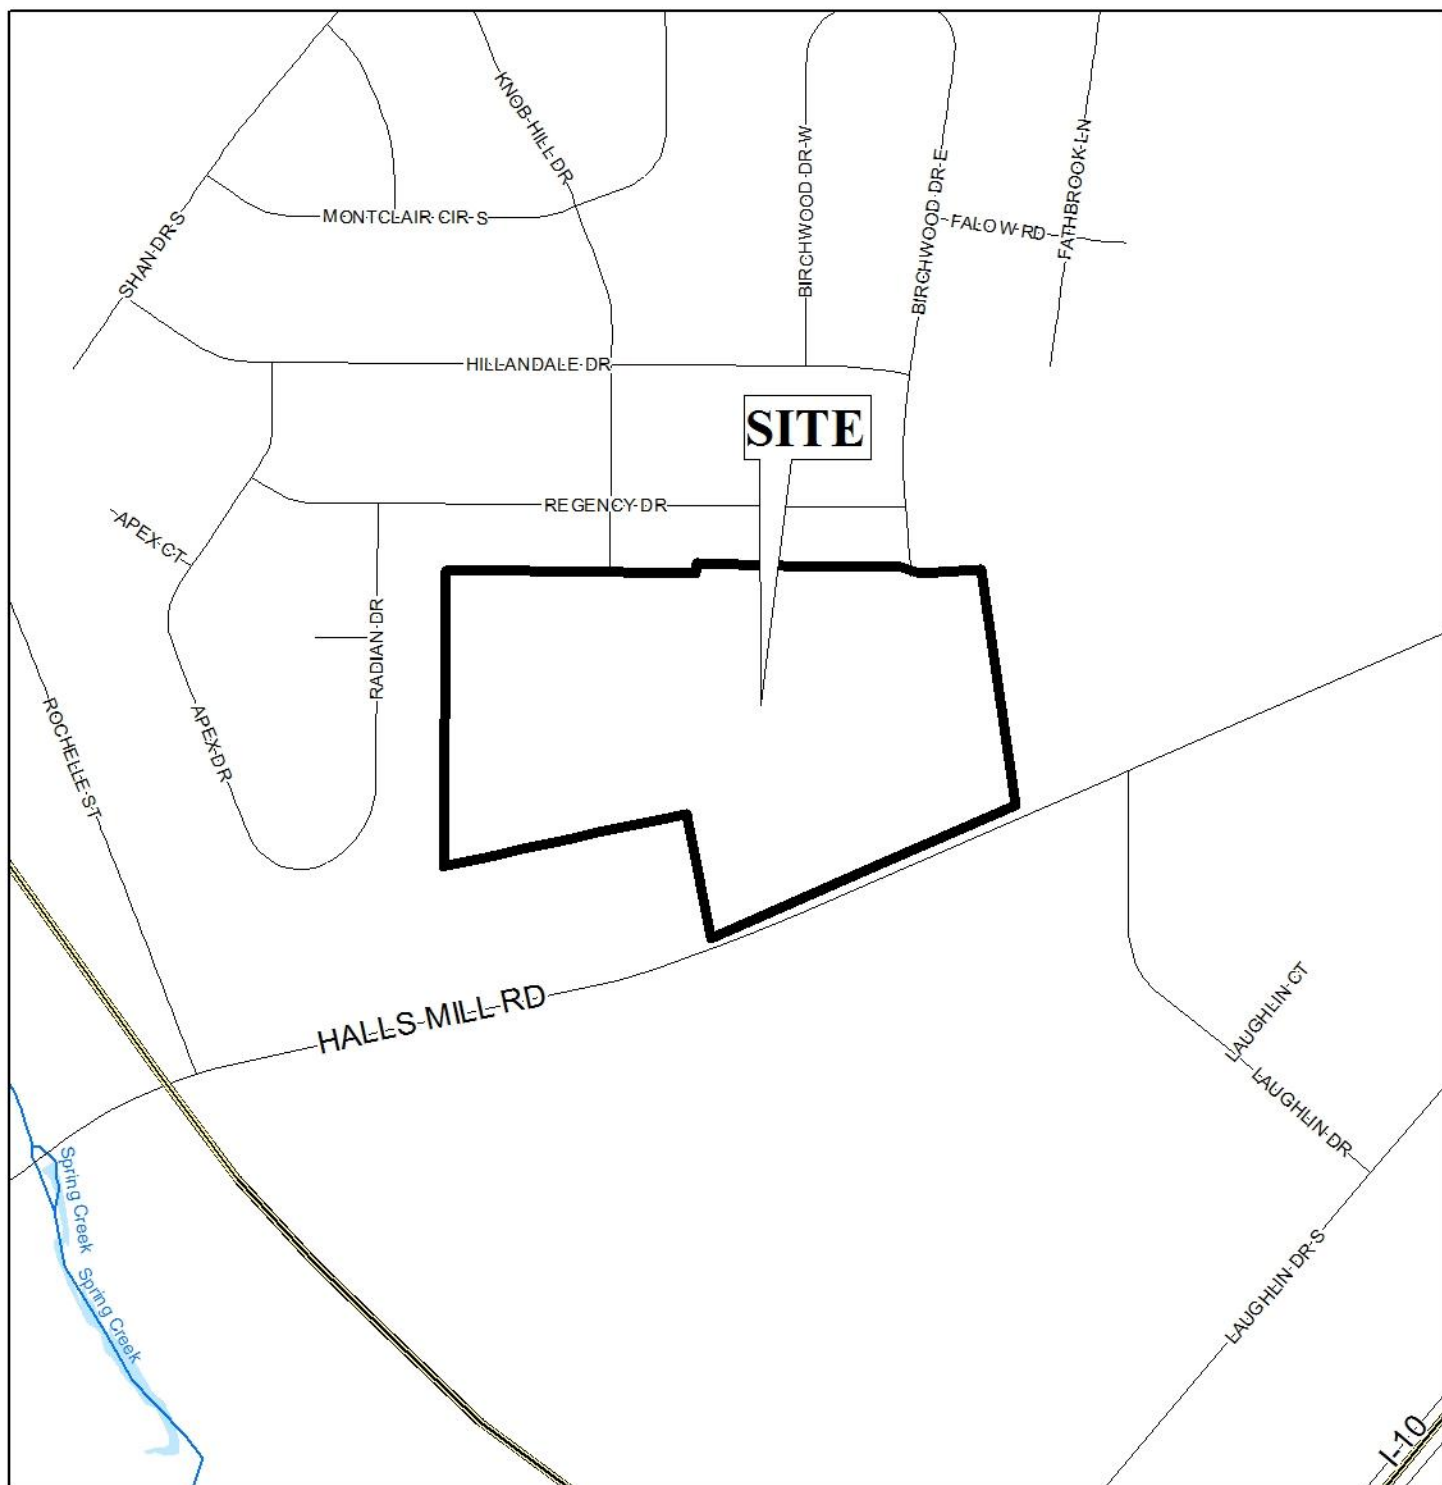 KNOB HILL DR
BIRCHWOOD DR W
BIRCHWOOD DR E
FATHBROOK LN
MONTCLAIR CIR S
SHAN DR S
FALOW RD
HILLANDALE DR
SITE
REGENCY DR
APEX CT
RADIAN DR
ROCHELLE ST
APEX DR
HALLS MILL RD
LAUGHLIN CT
LAUGHLIN DR
Spring Creek
Spring Creek
LAUGHLIN DR S
I-10